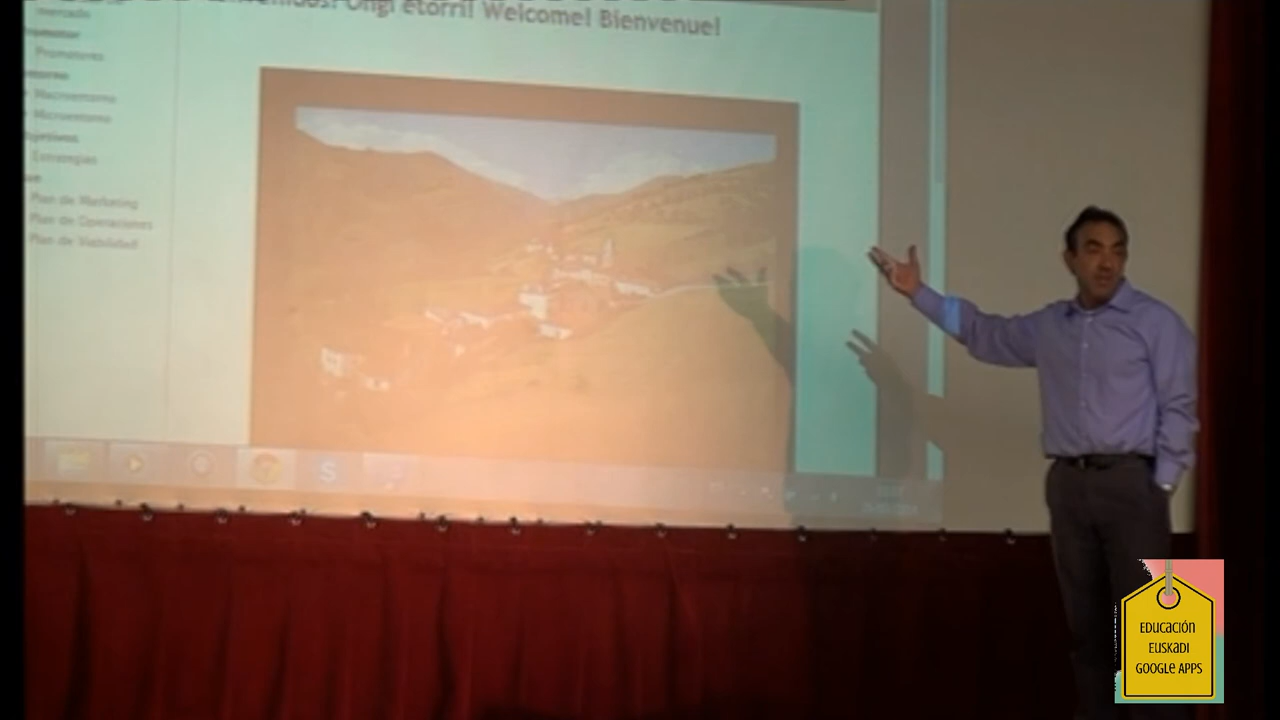 Ongi etorri! Welcome! Bienvenue!
mercado
Promotores
Macroentorno
Microentorno
Estrategias
Plan de Marketing
Plan de Operaciones
Plan de Viabilidad
S
Educación
Euskadi
Google Apps